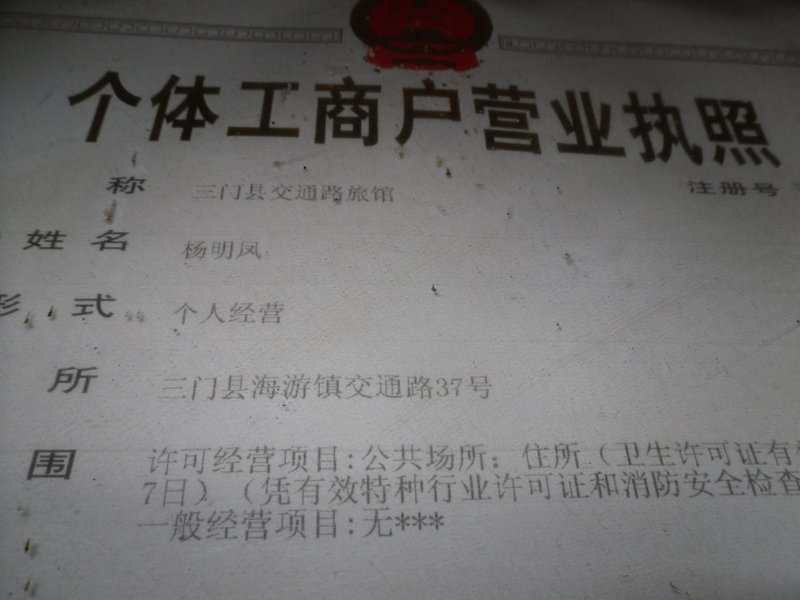 个体工商户营业执照
称 三门县交通路旅馆 注册号
姓名 杨明凤
形式 个人经营
所 三门县海游镇交通路37号
围 许可经营项目:公共场所：住所（卫生许可证有
7日）（凭有效特种行业许可证和消防安全检查
一般经营项目:无***